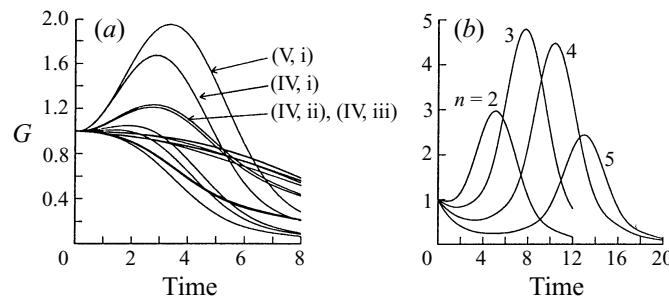 2.0
(a)
1.6
(V, i)
1.2
(IV, i)
(IV, ii), (IV, iii)
G
0.8
0.4
0 2 4 6 8
Time
5
(b)
3
4
4
3
n = 2
2
5
1
0 4 8 12 16 20
Time